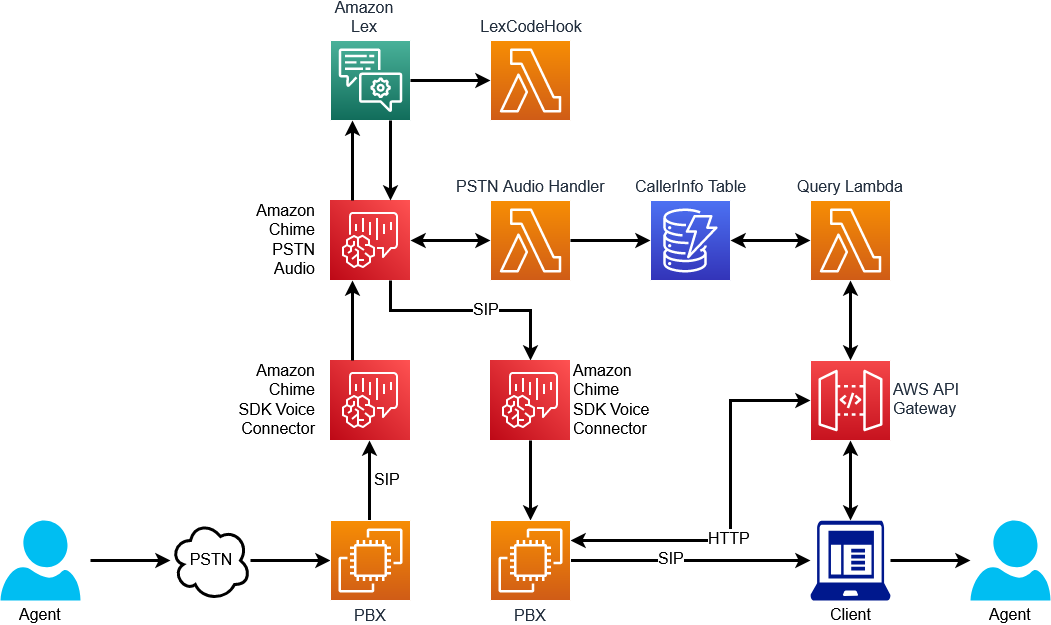 Amazon
Lex
LexCodeHook
PSTN Audio Handler
CallerInfo Table
Query Lambda
Amazon
Chime
PSTN
Audio
SIP
Amazon
Chime
SDK Voice
Connector
Amazon
Chime
SDK Voice
Connector
AWS API
Gateway
SIP
HTTP
PSTN
SIP
Agent
PBX
PBX
Client
Agent